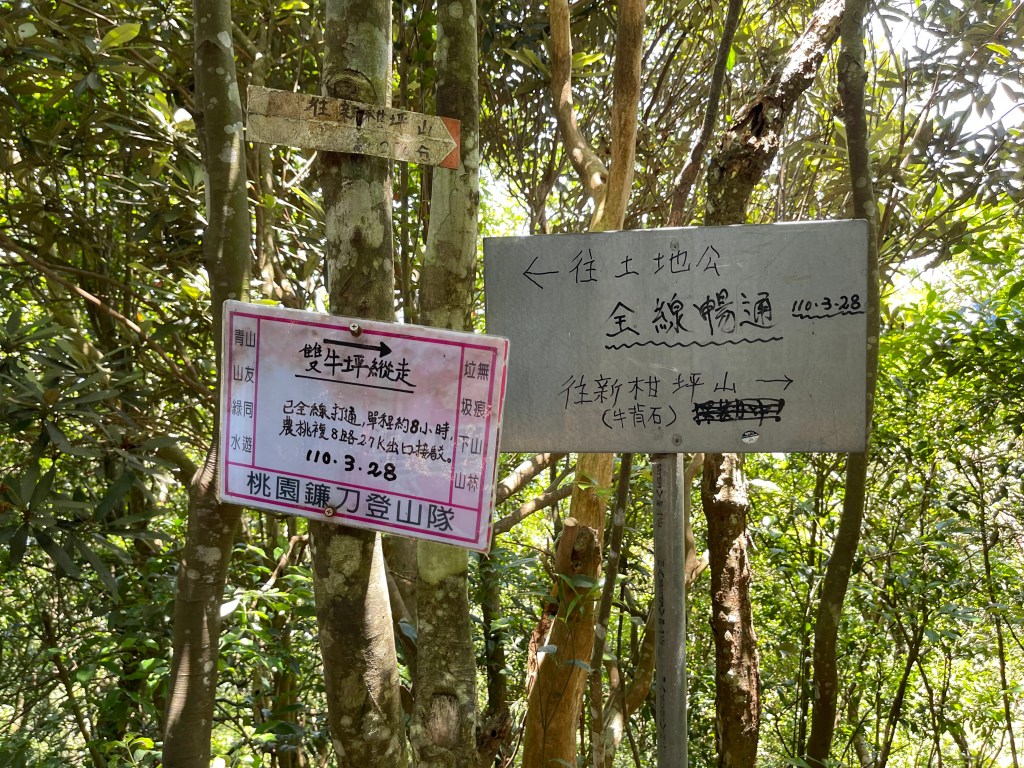 往新柑坪山
雙牛坪縱走
已全線打通,單程約8小時,
農桃複8路27K出口接駁。
110.3.28
桃園鐮刀登山隊
青山
山友
綠同
水遊
垃無
圾痕
下山
山林
←往土地公
全線暢通 110.3.28
往新柑坪山→
(牛背石)